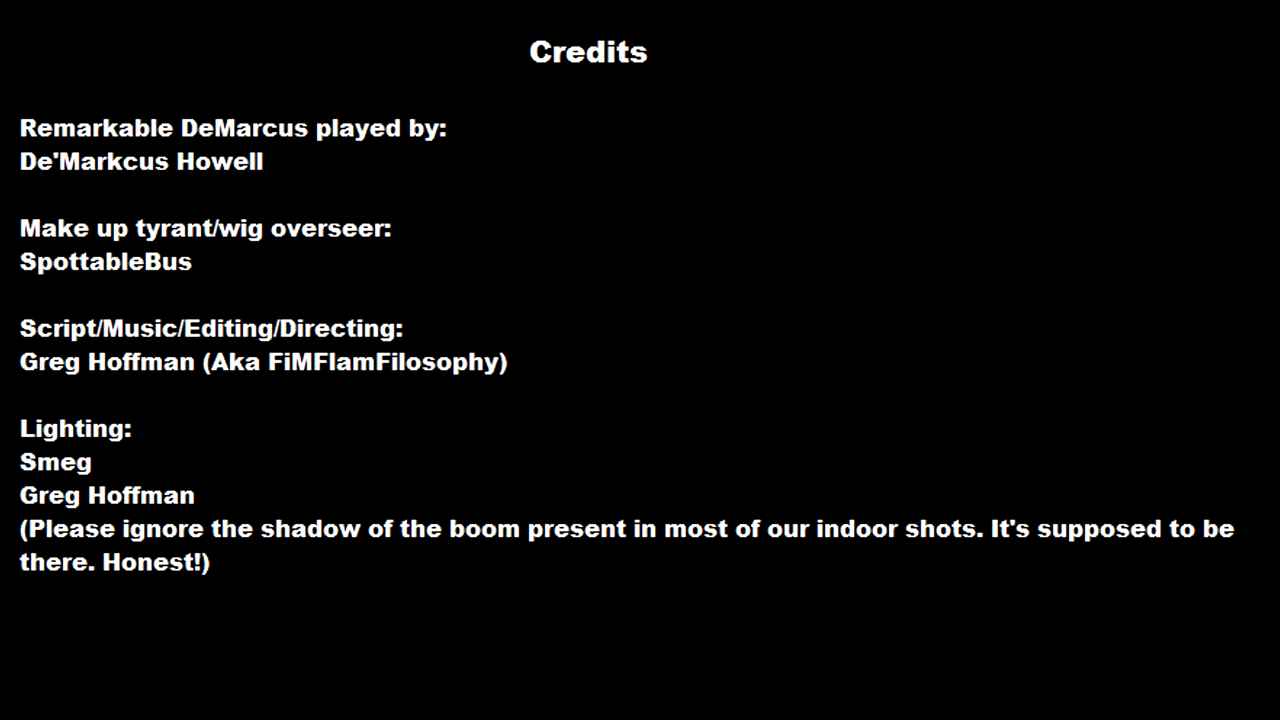 Credits
Remarkable DeMarcus played by:
De'Markcus Howell
Make up tyrant/wig overseer:
SpottableBus
Script/Music/Editing/Directing:
Greg Hoffman (Aka FiMFlamFilosophy)
Lighting:
Smeg
Greg Hoffman
(Please ignore the shadow of the boom present in most of our indoor shots. It's supposed to be
there. Honest!)